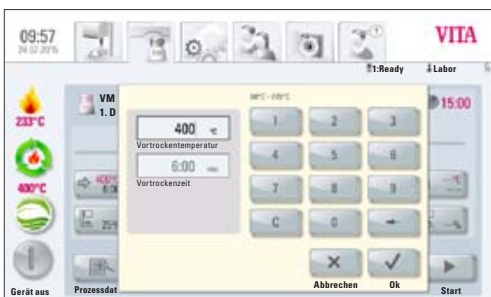 09:57
VITA
1:Ready
Labor
VM
1. D
15:00
233°C
400 °C
Vortrockentemperatur
6:00
Vortrockenzeit
1 2 3
4 5 6
7 8 9
C 0
400°C
Abbrechen
Ok
Gerät aus
Prozessdat
Start